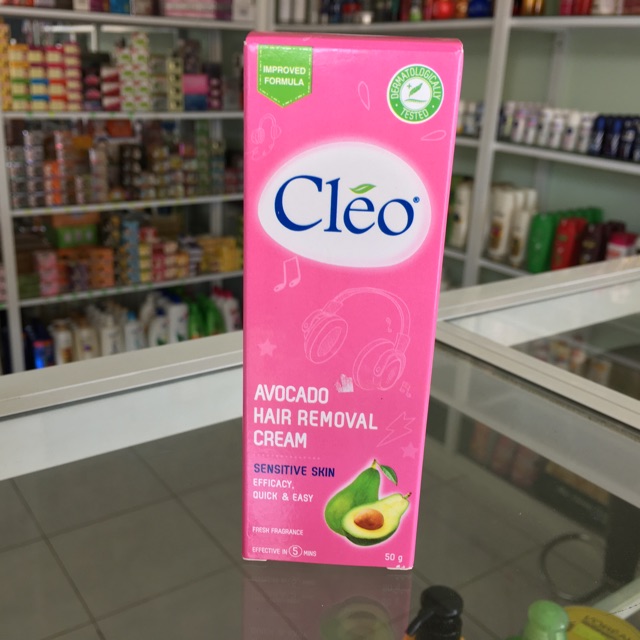 IMPROVED
FORMULA
DERMATOLOGICALLY
TESTED
Cléo®
AVOCADO
HAIR REMOVAL
CREAM
SENSITIVE SKIN
EFFICACY,
QUICK & EASY
FRESH FRAGRANCE
EFFECTIVE IN 5 MINS
50 g